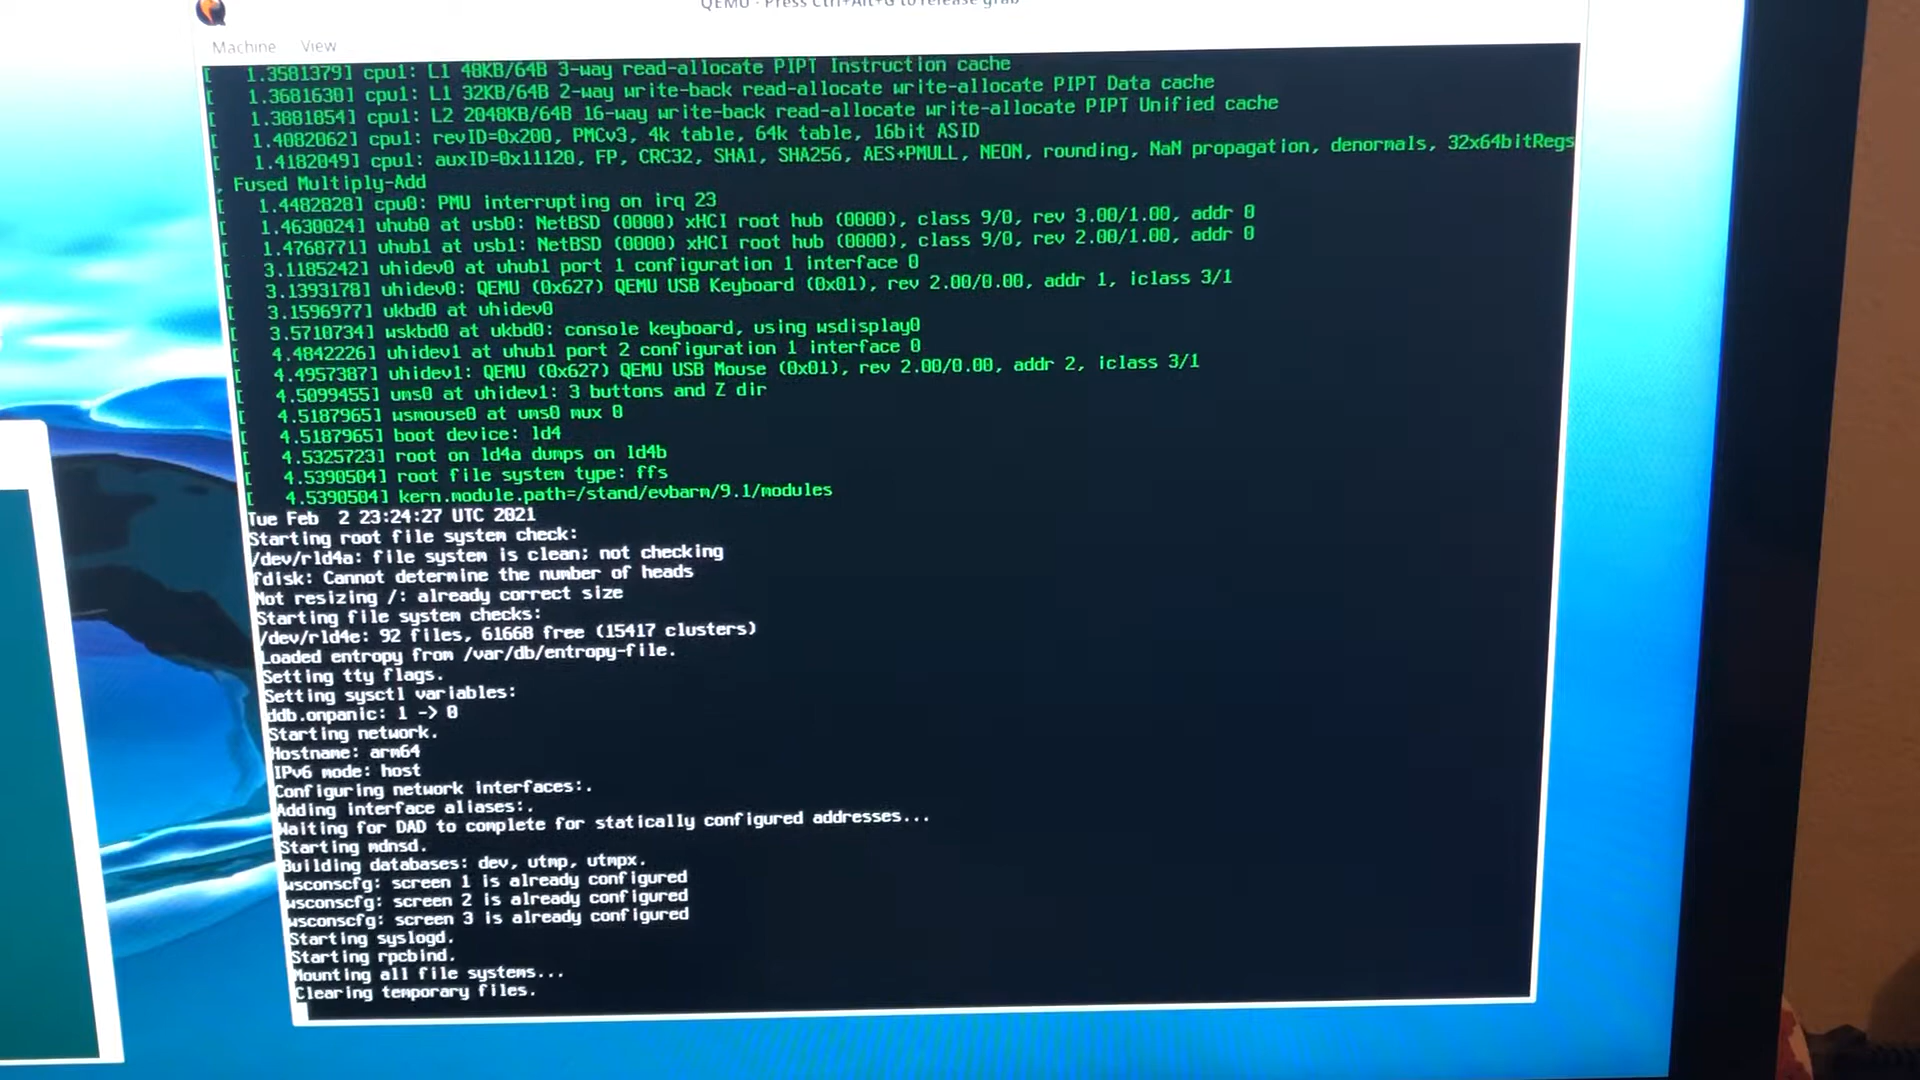 QEMU - Press Ctrl+Alt+G to release grab
Machine View
[ 1.3581379] cpu1: L1 48KB/64B 3-way read-allocate PIPT Instruction cache
[ 1.3681630] cpu1: L1 32KB/64B 2-way write-back read-allocate write-allocate PIPT Data cache
[ 1.3881854] cpu1: L2 2048KB/64B 16-way write-back read-allocate write-allocate PIPT Unified cache
[ 1.4082062] cpu1: revID=0x200, PMCv3, 4k table, 64k table, 16bit ASID
[ 1.4182049] cpu1: auxID=0x11120, FP, CRC32, SHA1, SHA256, AES+PMULL, NEON, rounding, NaN propagation, denormals, 32x64bitRegs
, Fused Multiply-Add
[ 1.4482828] cpu0: PMU interrupting on irq 23
[ 1.4630024] uhub0 at usb0: NetBSD (0000) xHCI root hub (0000), class 9/0, rev 3.00/1.00, addr 0
[ 1.4768771] uhub1 at usb1: NetBSD (0000) xHCI root hub (0000), class 9/0, rev 2.00/1.00, addr 0
[ 3.1185242] uhidev0 at uhub1 port 1 configuration 1 interface 0
[ 3.1393178] uhidev0: QEMU (0x627) QEMU USB Keyboard (0x01), rev 2.00/0.00, addr 1, iclass 3/1
[ 3.1596977] ukbd0 at uhidev0
[ 3.5710734] wskbd0 at ukbd0: console keyboard, using wsdisplay0
[ 4.4842226] uhidev1 at uhub1 port 2 configuration 1 interface 0
[ 4.4957387] uhidev1: QEMU (0x627) QEMU USB Mouse (0x01), rev 2.00/0.00, addr 2, iclass 3/1
[ 4.5099455] ums0 at uhidev1: 3 buttons and Z dir
[ 4.5187965] wsmouse0 at ums0 mux 0
[ 4.5187965] boot device: ld4
[ 4.5325723] root on ld4a dumps on ld4b
[ 4.5390504] root file system type: ffs
[ 4.5390504] kern.module.path=/stand/evbarm/9.1/modules
Tue Feb  2 23:24:27 UTC 2021
Starting root file system check:
/dev/rld4a: file system is clean; not checking
fdisk: Cannot determine the number of heads
Not resizing /: already correct size
Starting file system checks:
/dev/rld4e: 92 files, 61668 free (15417 clusters)
Loaded entropy from /var/db/entropy-file.
Setting tty flags.
Setting sysctl variables:
ddb.onpanic: 1 -> 0
Starting network.
Hostname: arm64
IPv6 mode: host
Configuring network interfaces:.
Adding interface aliases:.
Waiting for DAD to complete for statically configured addresses...
Starting mdnsd.
Building databases: dev, utmp, utmpx.
wsconscfg: screen 1 is already configured
wsconscfg: screen 2 is already configured
wsconscfg: screen 3 is already configured
Starting syslogd.
Starting rpcbind.
Mounting all file systems...
Clearing temporary files.